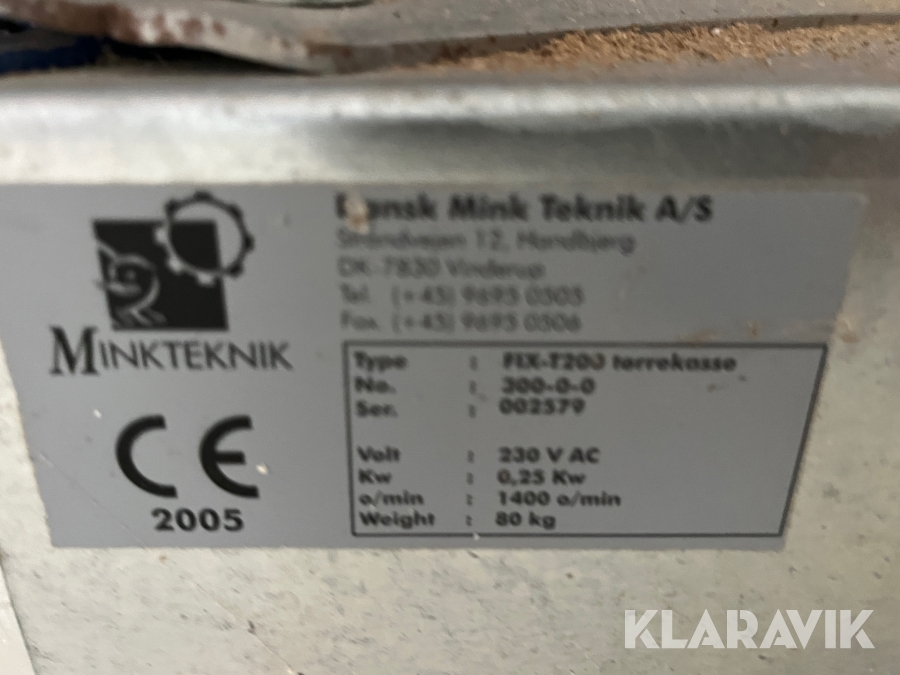 Dansk Mink Teknik A/S
Strandvejen 12, Handbjerg
DK-7830 Vinderup
Tel. (+45) 9695 0505
Fax. (+45) 9695 0506
MINKTEKNIK
CE
2005
Type : FIX-T200 tørrekasse
No. : 300-0-0
Ser. : 002579
Volt : 230 V AC
Kw : 0,25 Kw
o/min : 1400 o/min
Weight : 80 kg
KLARAVIK